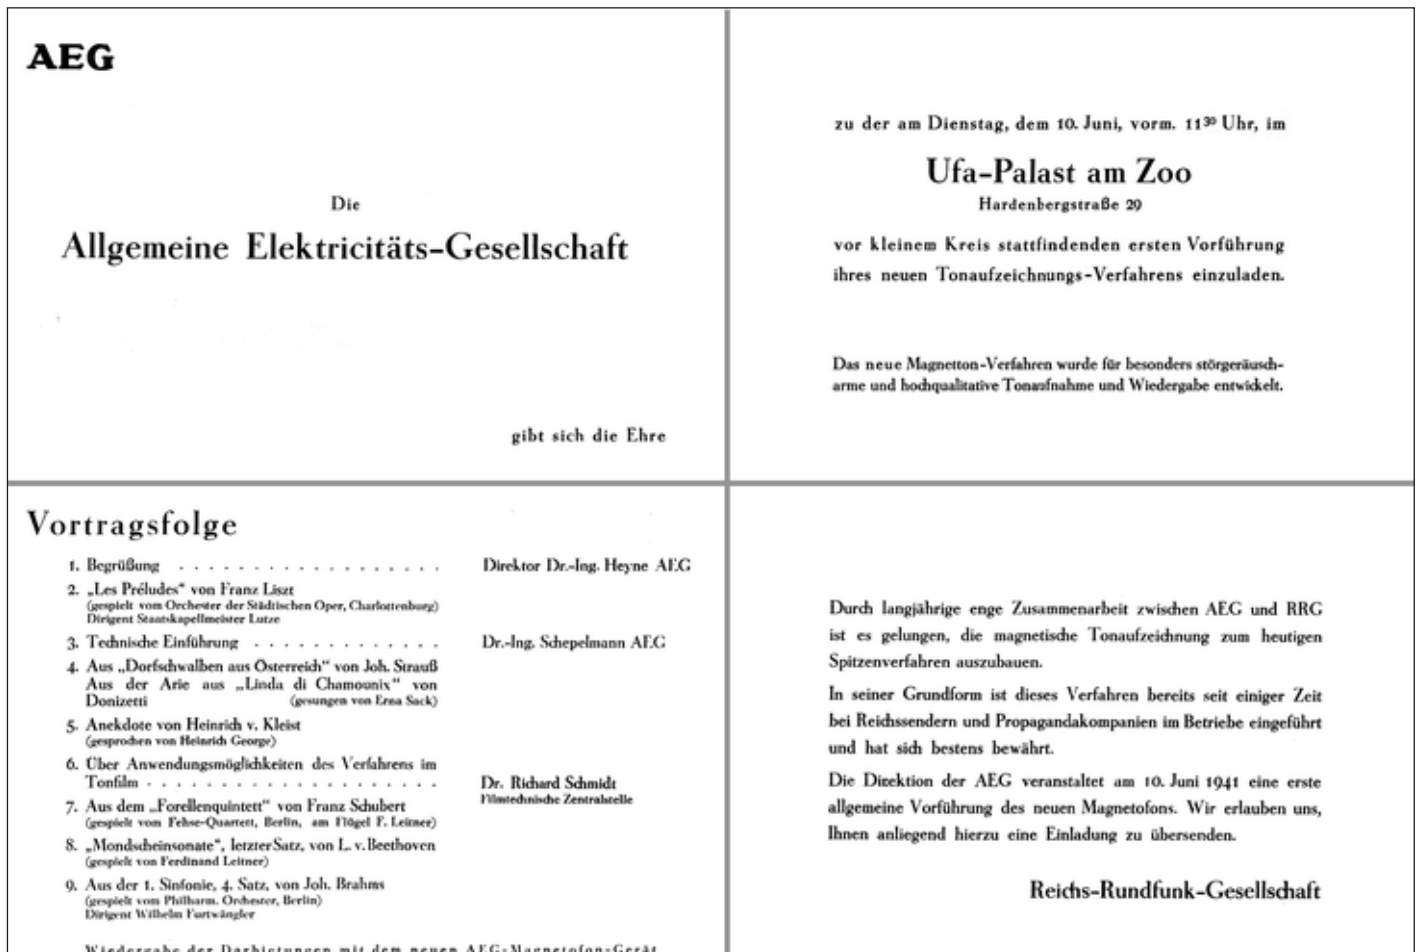 AEG
Die
Allgemeine Elektricitäts-Gesellschaft
gibt sich die Ehre
zu der am Dienstag, dem 10. Juni, vorm. 11³⁰ Uhr, im
Ufa-Palast am Zoo
Hardenbergstraße 29
vor kleinem Kreis stattfindenden ersten Vorführung
ihres neuen Tonaufzeichnungs-Verfahrens einzuladen.
Das neue Magnetton-Verfahren wurde für besonders störgeräusch-
arme und hochqualitative Tonaufnahme und Wiedergabe entwickelt.
Vortragsfolge
1. Begrüßung . . . . . . . . . . . . . . . . . . Direktor Dr.-Ing. Heyne AEG
2. „Les Préludes“ von Franz Liszt
(gespielt vom Orchester der Städtischen Oper, Charlottenburg)
Dirigent Staatskapellmeister Lutze
3. Technische Einführung . . . . . . . . . . . . . Dr.-Ing. Schepelmann AEG
4. Aus „Dorfschwalben aus Österreich“ von Joh. Strauß
Aus der Arie aus „Linda di Chamounix“ von
Donizetti (gesungen von Erna Sack)
5. Anekdote von Heinrich v. Kleist
(gesprochen von Heinrich George)
6. Über Anwendungsmöglichkeiten des Verfahrens im
Tonfilm . . . . . . . . . . . . . . . . . . . . Dr. Richard Schmidt
Filmtechnische Zentralstelle
7. Aus dem „Forellenquintett“ von Franz Schubert
(gespielt vom Fehse-Quartett, Berlin, am Flügel F. Leitner)
8. „Mondscheinsonate“, letzter Satz, von L. v. Beethoven
(gespielt von Ferdinand Leitner)
9. Aus der 1. Sinfonie, 4. Satz, von Joh. Brahms
(gespielt vom Philharm. Orchester, Berlin)
Dirigent Wilhelm Furtwängler
Wiedergabe der Darbietungen mit dem neuen AEG-Magnetofon-Gerät
Durch langjährige enge Zusammenarbeit zwischen AEG und RRG
ist es gelungen, die magnetische Tonaufzeichnung zum heutigen
Spitzenverfahren auszubauen.
In seiner Grundform ist dieses Verfahren bereits seit einiger Zeit
bei Reichssendern und Propagandakompanien im Betriebe eingeführt
und hat sich bestens bewährt.
Die Direktion der AEG veranstaltet am 10. Juni 1941 eine erste
allgemeine Vorführung des neuen Magnetofons. Wir erlauben uns,
Ihnen anliegend hierzu eine Einladung zu übersenden.
Reichs-Rundfunk-Gesellschaft